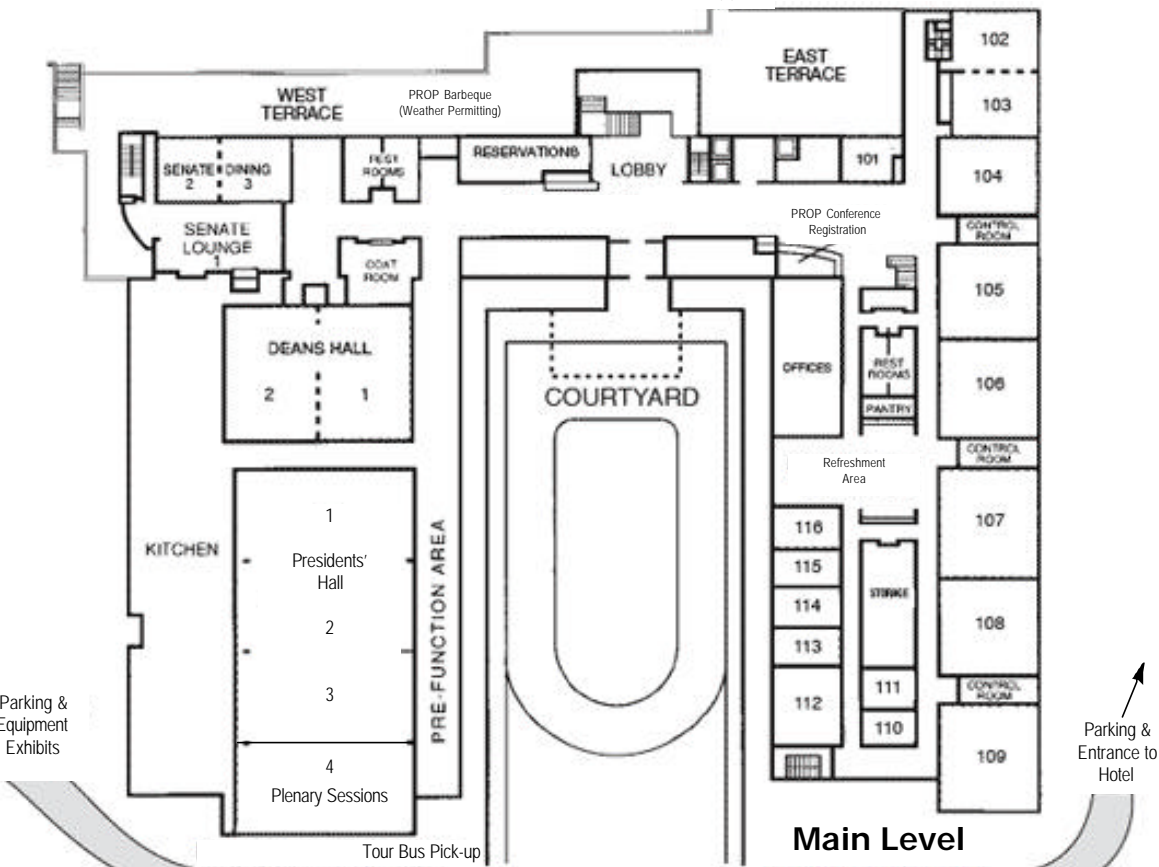 102
EAST
TERRACE
WEST
TERRACE
PROP Barbeque
(Weather Permitting)
103
RESERVATIONS
LOBBY
101
REST
ROOMS
SENATE DINING
2 3
104
PROP Conference
Registration
SENATE
LOUNGE
1
CONTROL
ROOM
COAT
ROOM
105
DEANS HALL
2 1
OFFICES
REST
ROOMS
106
COURTYARD
PANTRY
CONTROL
ROOM
Refreshment
Area
1
Presidents'
Hall
2
3
4
Plenary Sessions
KITCHEN
PRE-FUNCTION AREA
107
116
115
114
113
112
STORAGE
111
110
108
CONTROL
ROOM
109
Parking &
Equipment
Exhibits
Parking &
Entrance to
Hotel
Tour Bus Pick-up
Main Level